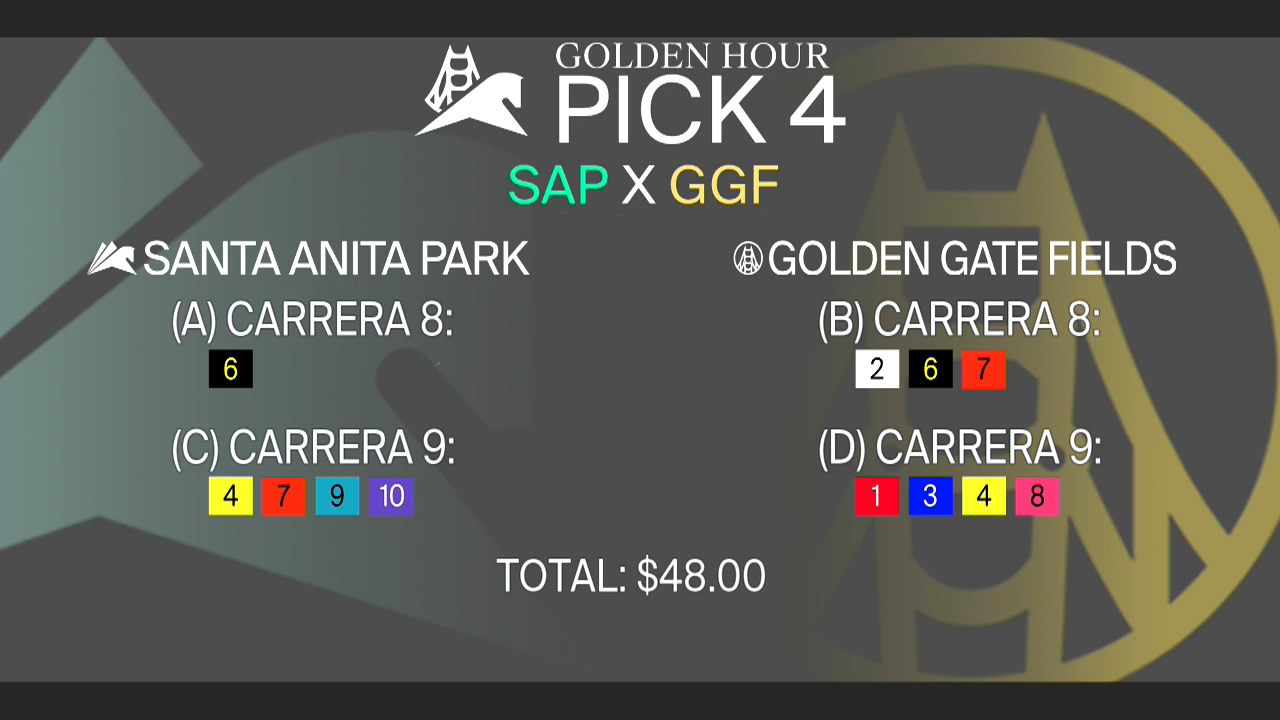 GOLDEN HOUR
PICK 4
SAP X GGF
SANTA ANITA PARK
(A) CARRERA 8:
6
(C) CARRERA 9:
4 7 9 10
GOLDEN GATE FIELDS
(B) CARRERA 8:
2 6 7
(D) CARRERA 9:
1 3 4 8
TOTAL: $48.00